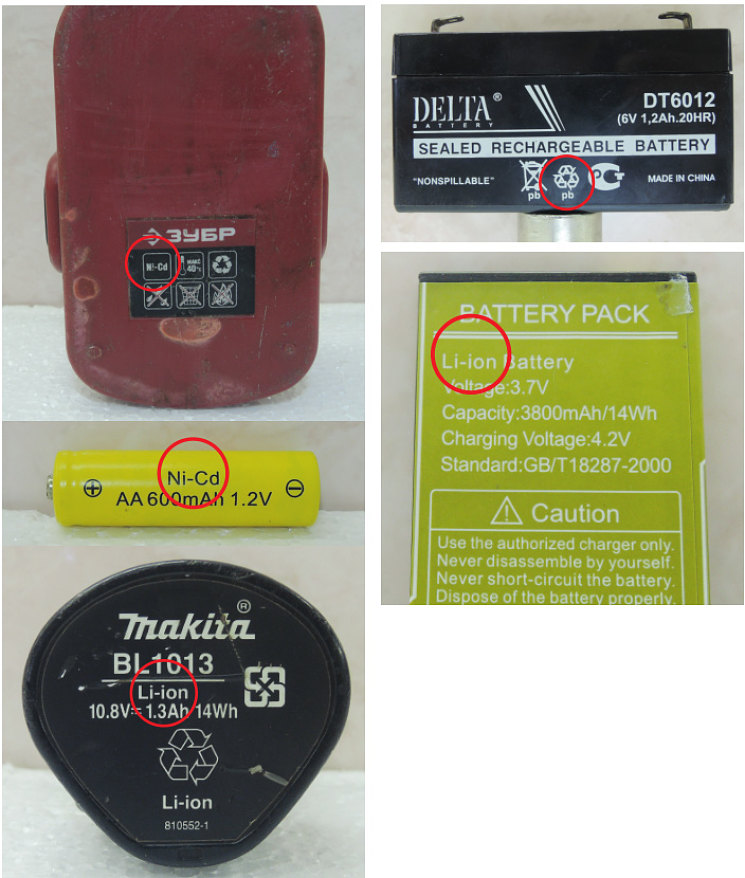 ЗУБР
Ni-Cd
МАКС
40°C
Ni-Cd
AA 600mAh 1.2V
makita®
BL1013
Li-ion
10.8V 1.3Ah 14Wh
Li-ion
810552-1
DELTA®
BATTERY
DT6012
(6V 1,2Ah.20HR)
SEALED RECHARGEABLE BATTERY
"NONSPILLABLE"
pb
pb
MADE IN CHINA
BATTERY PACK
Li-ion Battery
Voltage:3.7V
Capacity:3800mAh/14Wh
Charging Voltage:4.2V
Standard:GB/T18287-2000
Caution
Use the authorized charger only.
Never disassemble by yourself.
Never short-circuit the battery.
Dispose of the battery properly.